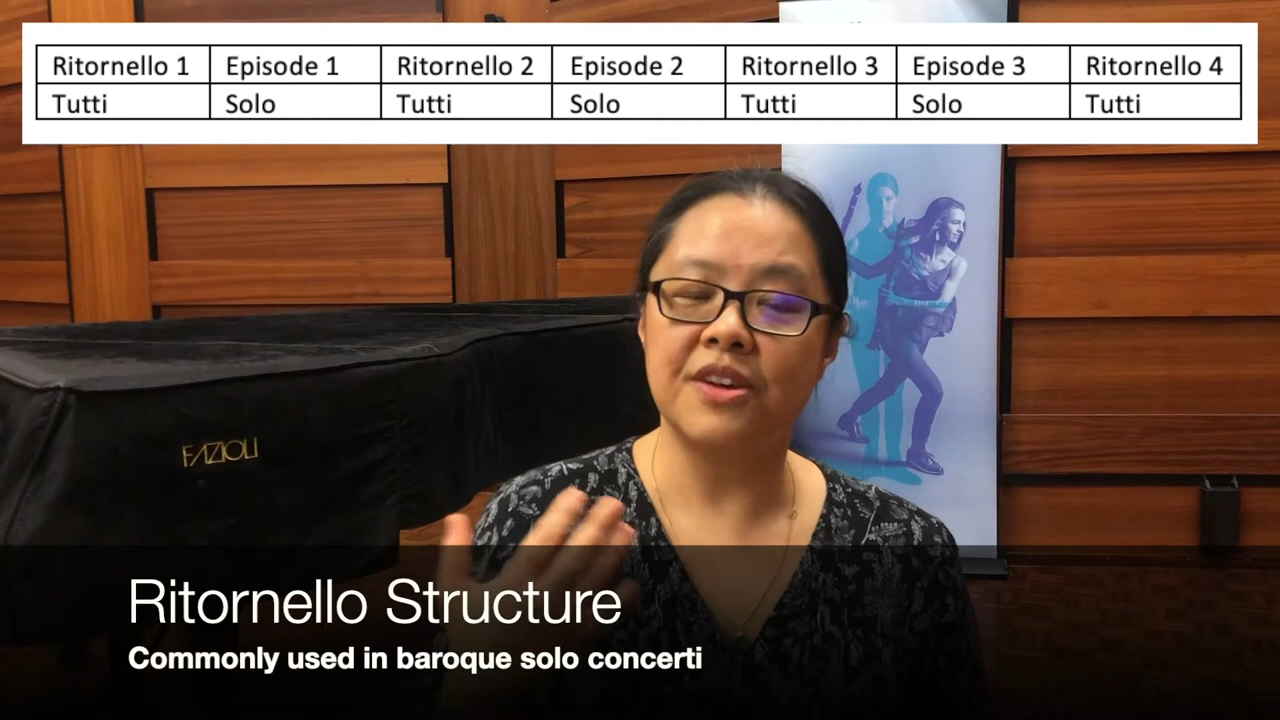 Ritornello 1 Episode 1 Ritornello 2 Episode 2 Ritornello 3 Episode 3 Ritornello 4
Tutti Solo Tutti Solo Tutti Solo Tutti
FAZIOLI
Ritornello Structure
Commonly used in baroque solo concerti